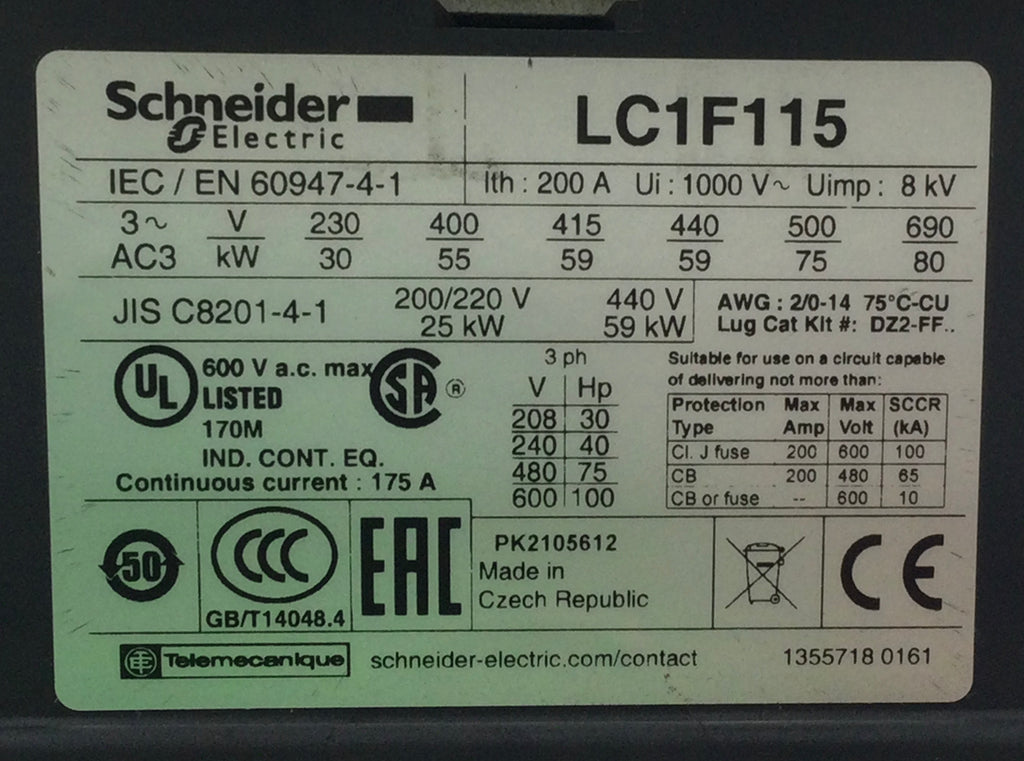 Schneider
Electric
LC1F115
IEC / EN 60947-4-1
Ith : 200 A Ui : 1000 V~ Uimp : 8 kV
3~ V 230 400 415 440 500 690
AC3 kW 30 55 59 59 75 80
JIS C8201-4-1
200/220 V 440 V
25 kW 59 kW
AWG : 2/0-14 75°C-CU
Lug Cat Kit #: DZ2-FF..
UL
600 V a.c. max
LISTED
170M
IND. CONT. EQ.
Continuous current : 175 A
SA ®
3 ph
V Hp
208 30
240 40
480 75
600 100
Suitable for use on a circuit capable
of delivering not more than:
Protection Max Max SCCR
Type Amp Volt (kA)
Cl. J fuse 200 600 100
CB 200 480 65
CB or fuse -- 600 10
50
CCC
GB/T14048.4
EAC
PK2105612
Made in
Czech Republic
CE
Telemecanique
schneider-electric.com/contact
1355718 0161